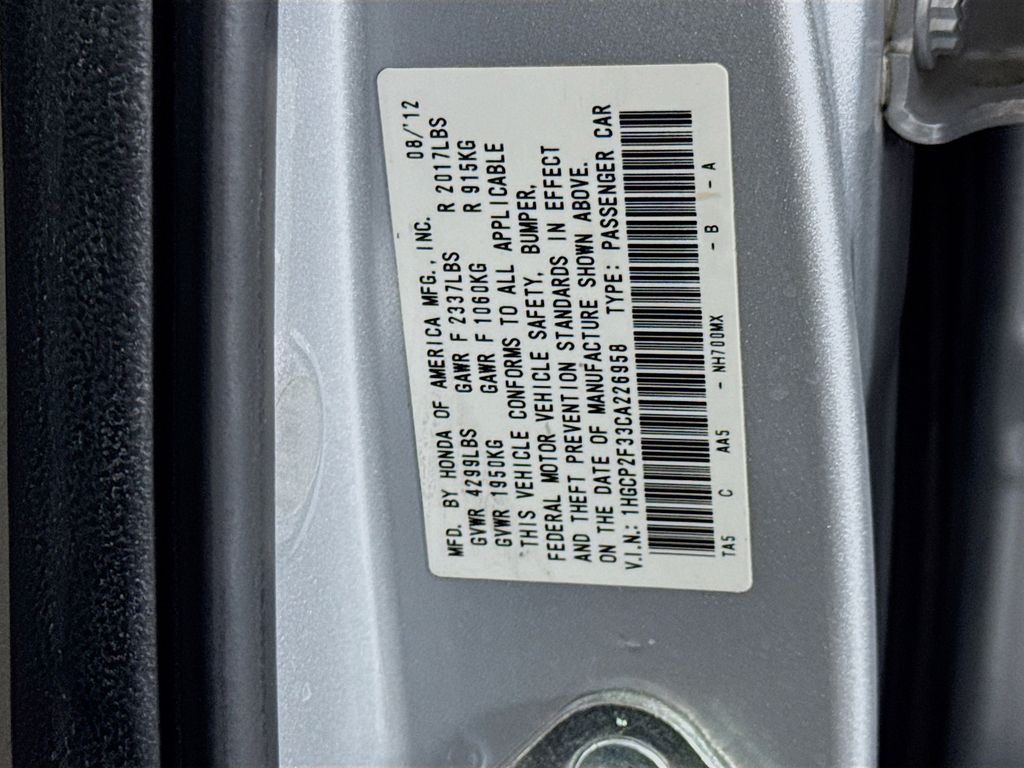 MFD. BY HONDA OF AMERICA MFG., INC. 08/'12
GVWR 4299LBS GAWR F 2337LBS R 2017LBS
GVWR 1950KG GAWR F 1060KG R 915KG
THIS VEHICLE CONFORMS TO ALL APPLICABLE
FEDERAL MOTOR VEHICLE SAFETY, BUMPER,
AND THEFT PREVENTION STANDARDS IN EFFECT
ON THE DATE OF MANUFACTURE SHOWN ABOVE.
V.I.N.: 1HGCP2F33CA226958 TYPE: PASSENGER CAR
TA5 C AA5 - NH700MX - B - A